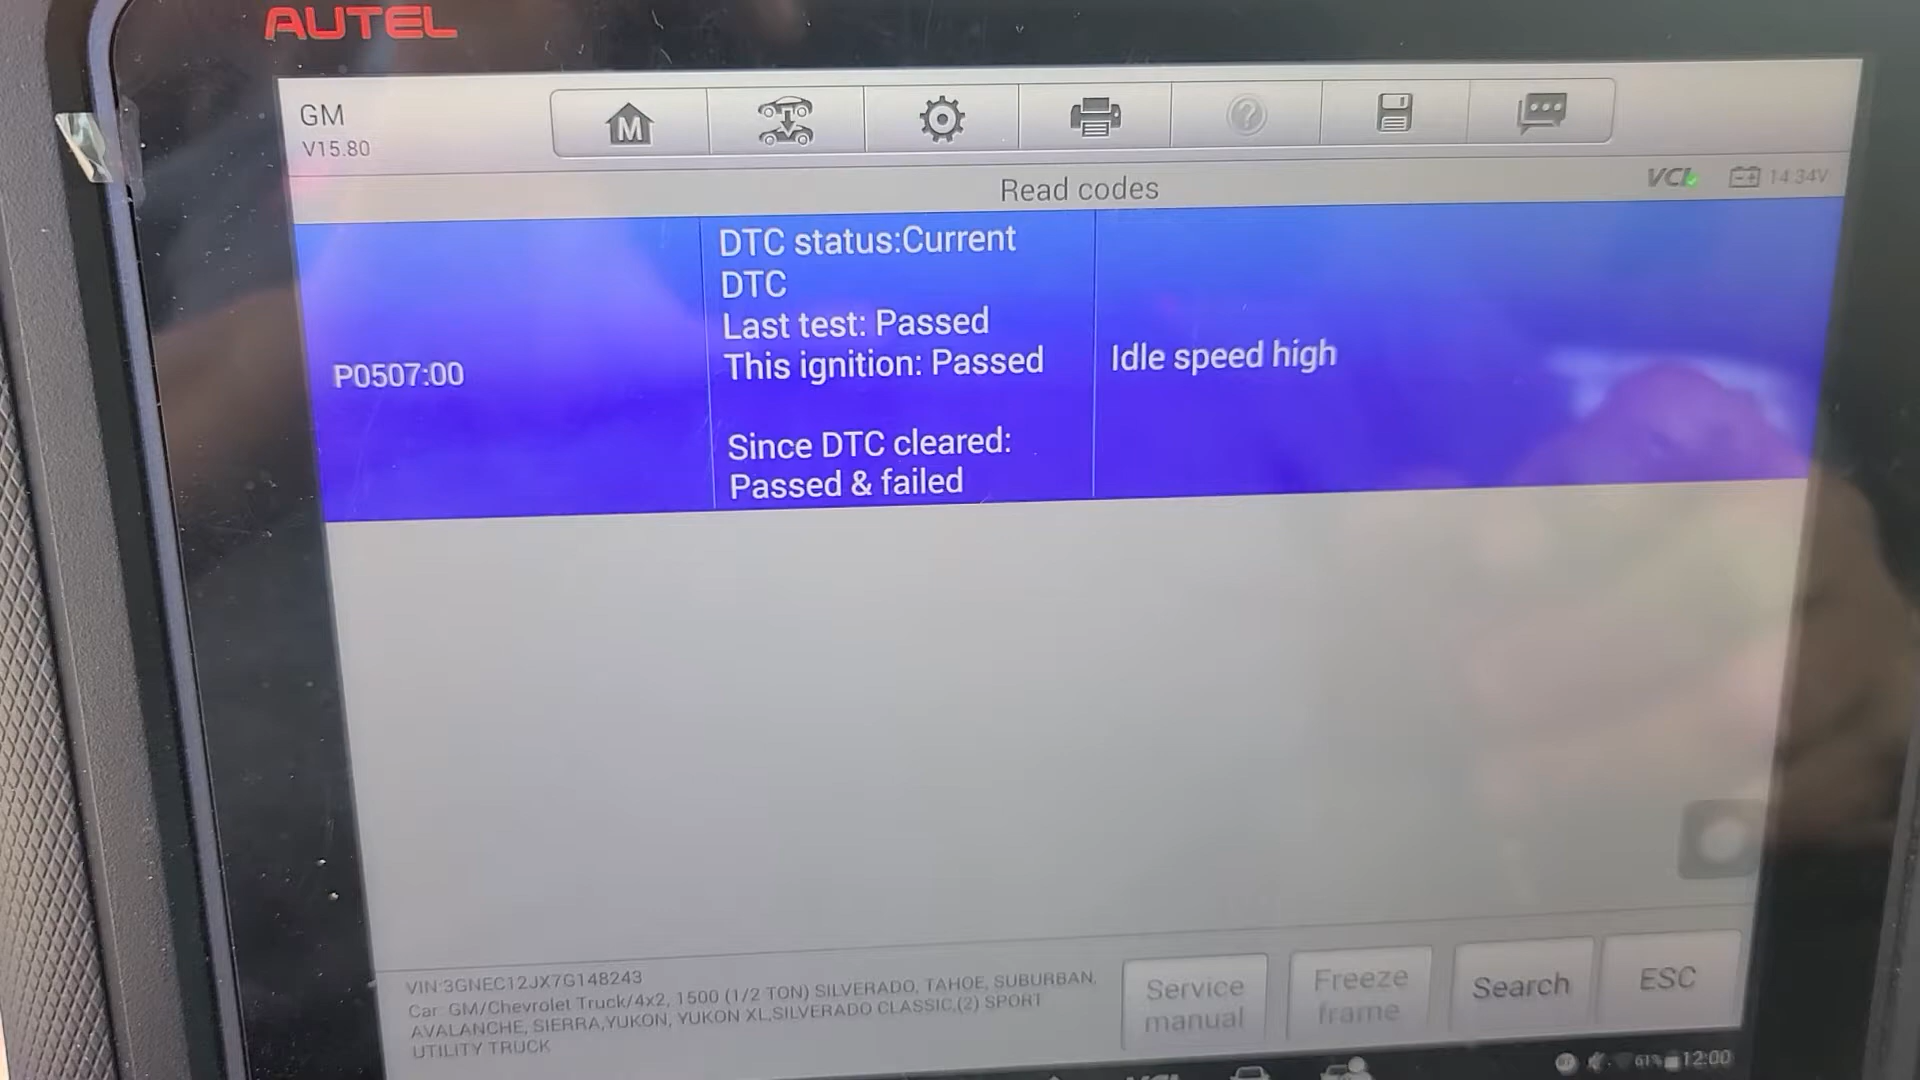 AUTEL
GM
V15.80
M
?
Read codes
VCI
14.34V
P0507:00
DTC status:Current
DTC
Last test: Passed
This ignition: Passed
Since DTC cleared:
Passed & failed
Idle speed high
VIN:3GNEC12JX7G148243
Car: GM/Chevrolet Truck/4x2, 1500 (1/2 TON) SILVERADO, TAHOE, SUBURBAN,
AVALANCHE, SIERRA,YUKON, YUKON XL,SILVERADO CLASSIC,(2) SPORT
UTILITY TRUCK
Service
manual
Freeze
frame
Search
ESC
61%
12:00